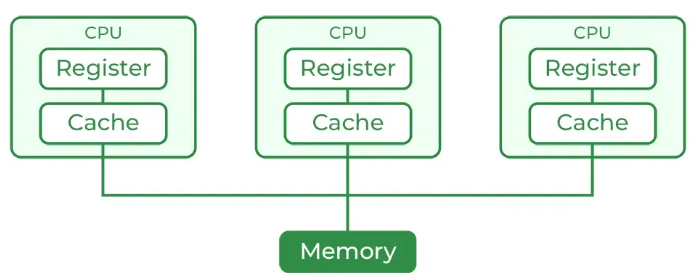 CPU
Register
Cache
CPU
Register
Cache
CPU
Register
Cache
Memory